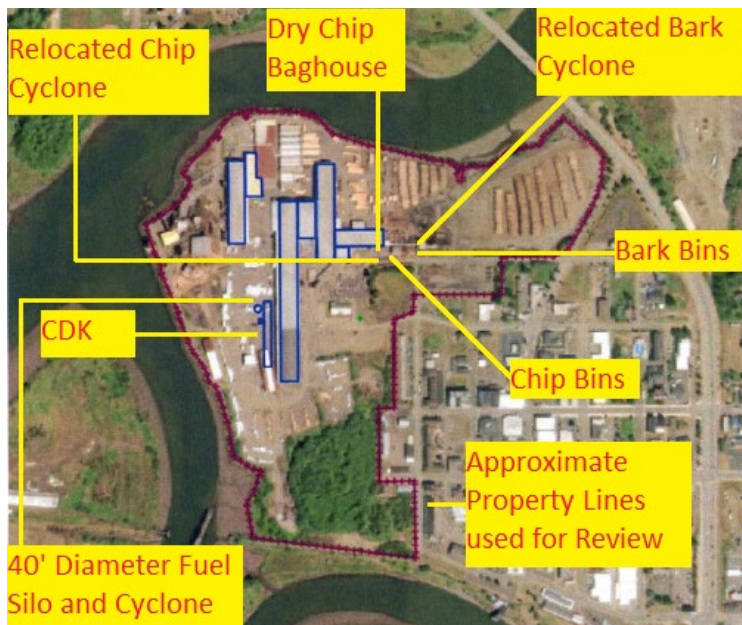 Relocated Chip
Cyclone
Dry Chip
Baghouse
Relocated Bark
Cyclone
Bark Bins
CDK
Chip Bins
Approximate
Property Lines
used for Review
40' Diameter Fuel
Silo and Cyclone